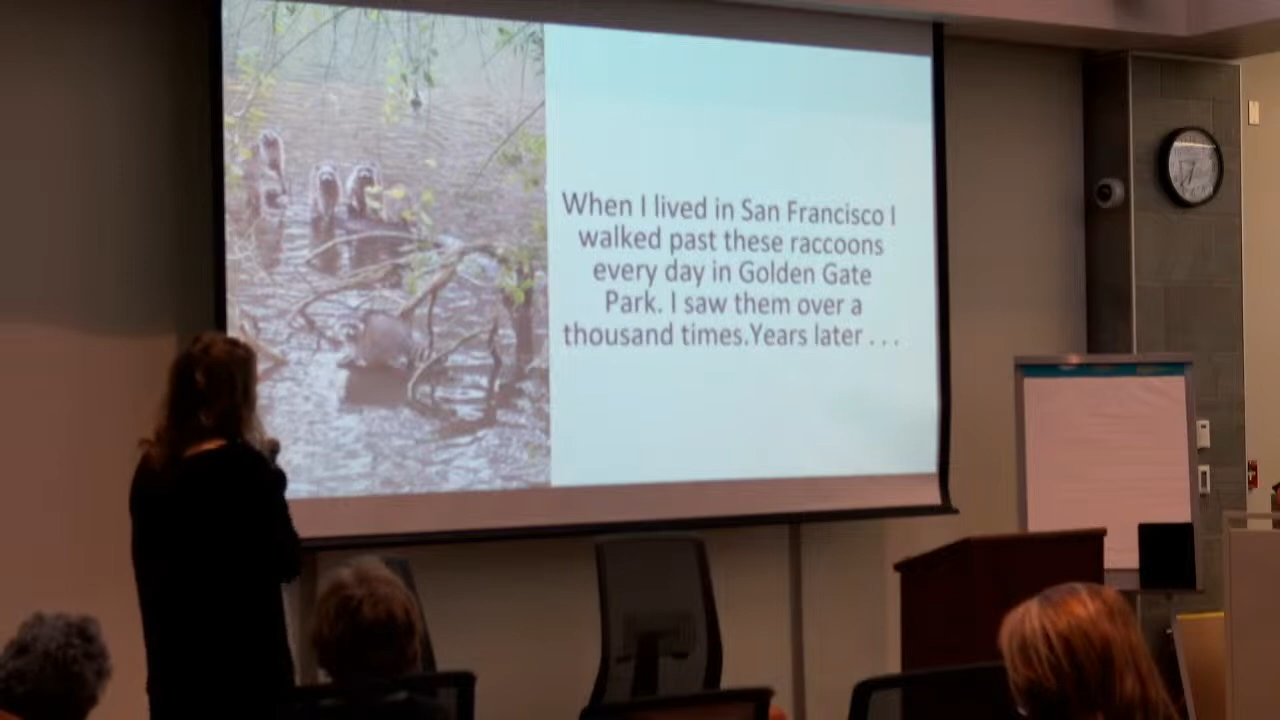 When I lived in San Francisco I
walked past these raccoons
every day in Golden Gate
Park. I saw them over a
thousand times.Years later . . .